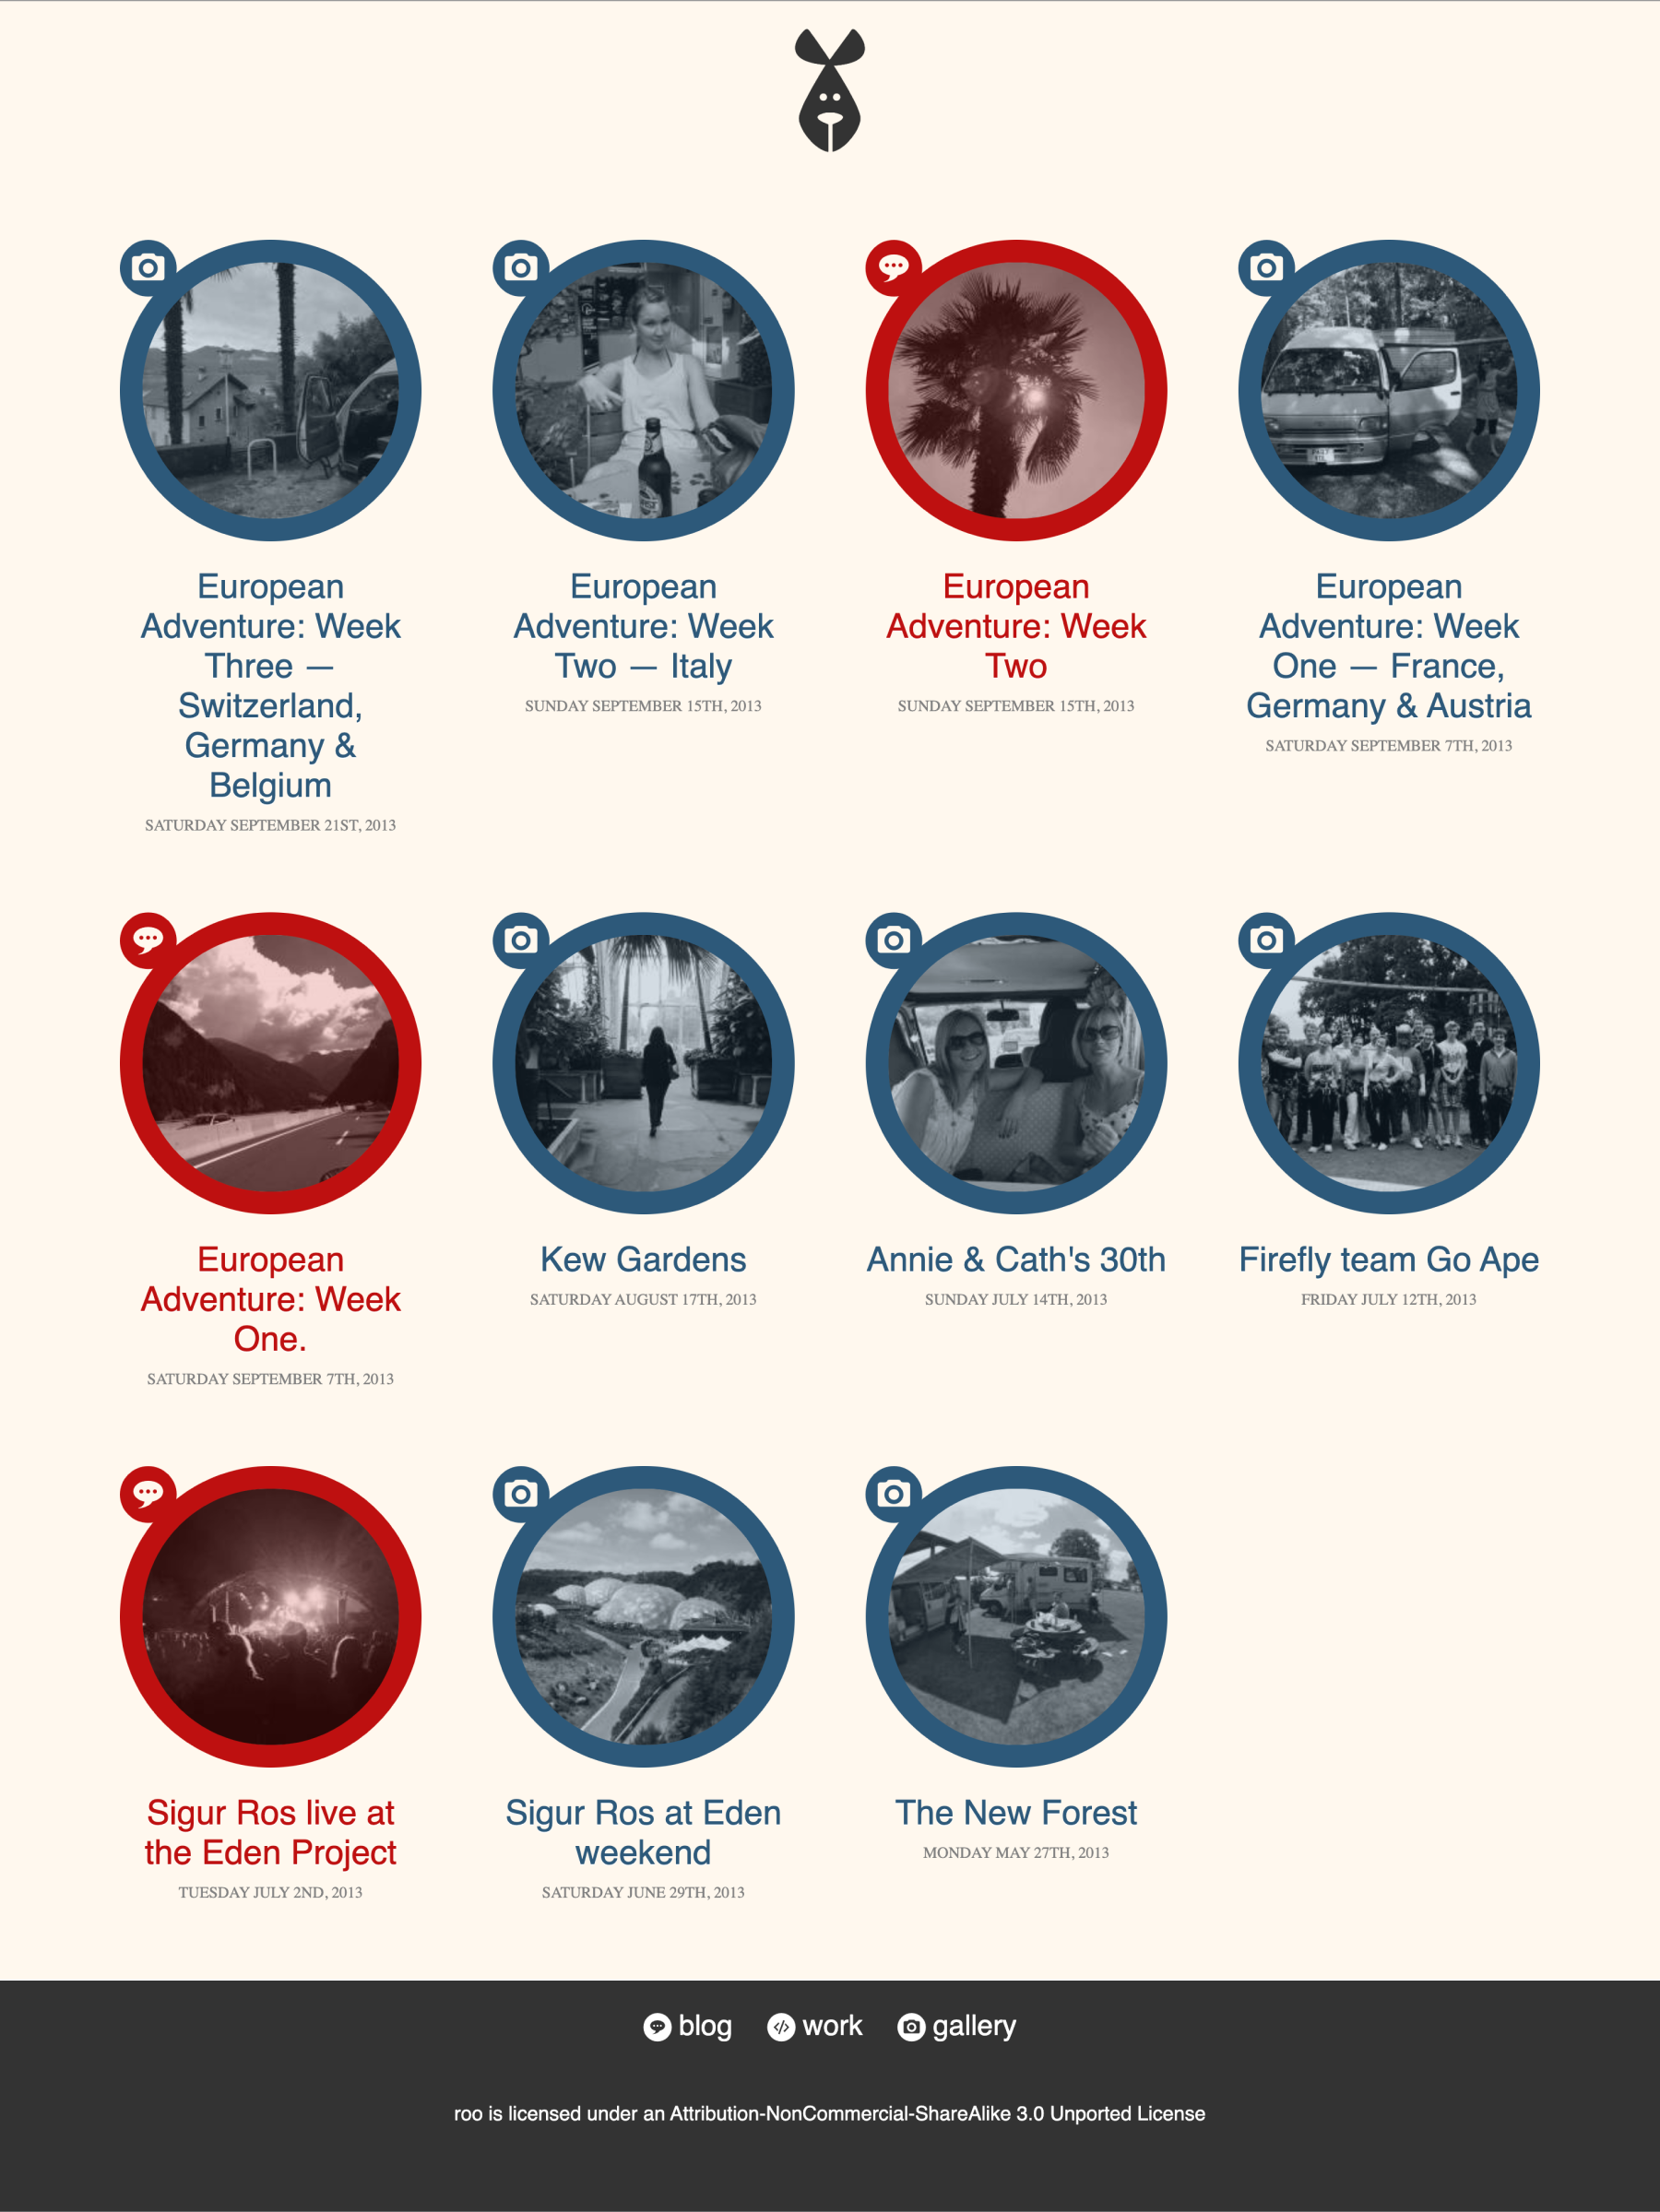 European
Adventure: Week
Three — 
Switzerland,
Germany &
Belgium
SATURDAY SEPTEMBER 21ST, 2013
European
Adventure: Week
Two — Italy
SUNDAY SEPTEMBER 15TH, 2013
European
Adventure: Week
Two
SUNDAY SEPTEMBER 15TH, 2013
European
Adventure: Week
One — France,
Germany & Austria
SATURDAY SEPTEMBER 7TH, 2013
European
Adventure: Week
One.
SATURDAY SEPTEMBER 7TH, 2013
Kew Gardens
SATURDAY AUGUST 17TH, 2013
Annie & Cath's 30th
SUNDAY JULY 14TH, 2013
Firefly team Go Ape
FRIDAY JULY 12TH, 2013
Sigur Ros live at
the Eden Project
TUESDAY JULY 2ND, 2013
Sigur Ros at Eden
weekend
SATURDAY JUNE 29TH, 2013
The New Forest
MONDAY MAY 27TH, 2013
blog work gallery
roo is licensed under an Attribution-NonCommercial-ShareAlike 3.0 Unported License